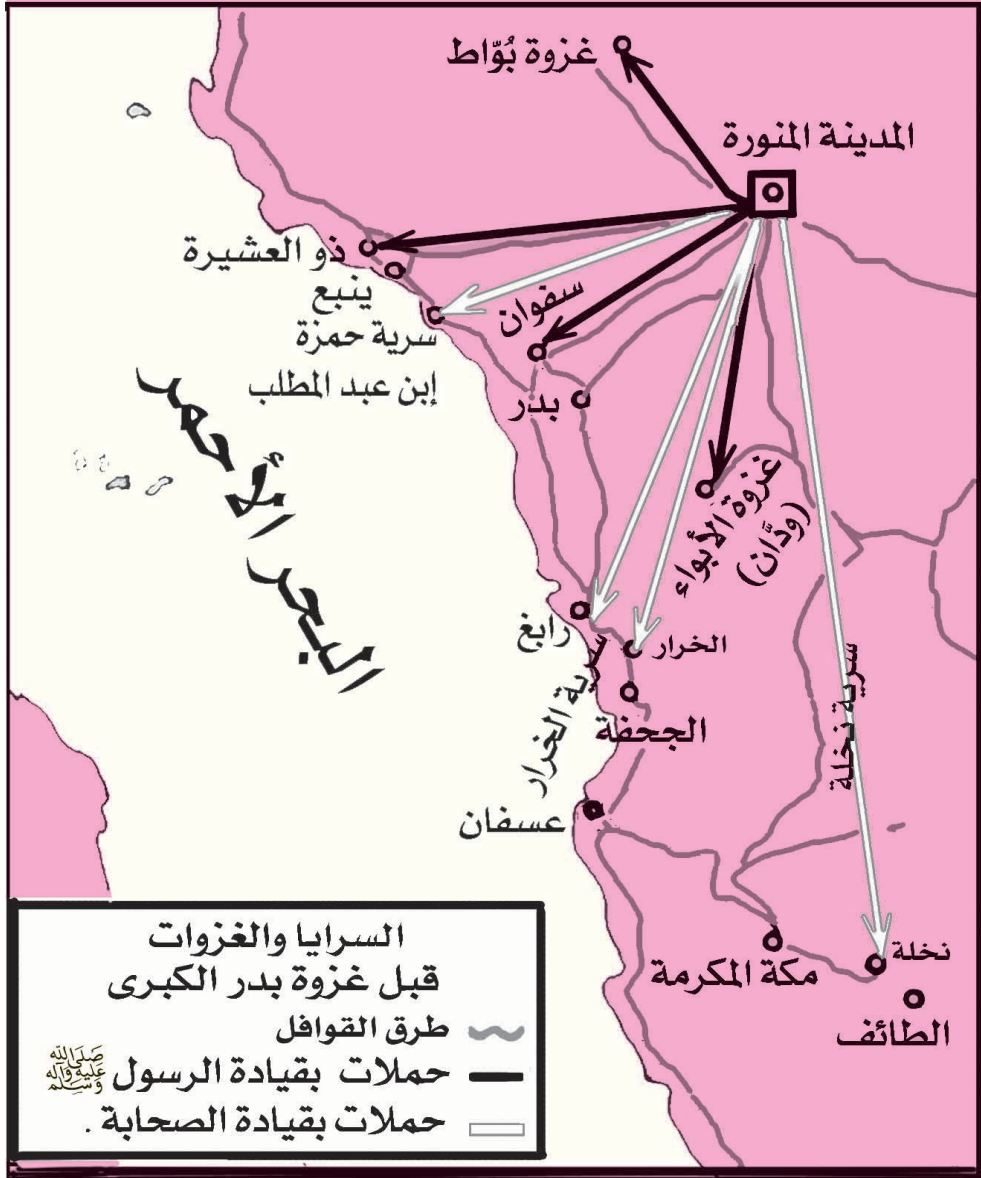 غزوة بُوّاط
المدينة المنورة
ذو العشيرة
ينبع
سرية حمزة
إبن عبد المطلب
سفوان
بدر
غزوة الأبواء
(ودَّان)
البحر الأحمر
رابغ
الخرار
سرية الخرار
الجحفة
سرية نخلة
عسفان
نخلة
مكة المكرمة
الطائف
السرايا والغزوات
قبل غزوة بدر الكبرى
طرق القوافل
حملات بقيادة الرسول صلى الله عليه وآله وسلم
حملات بقيادة الصحابة .